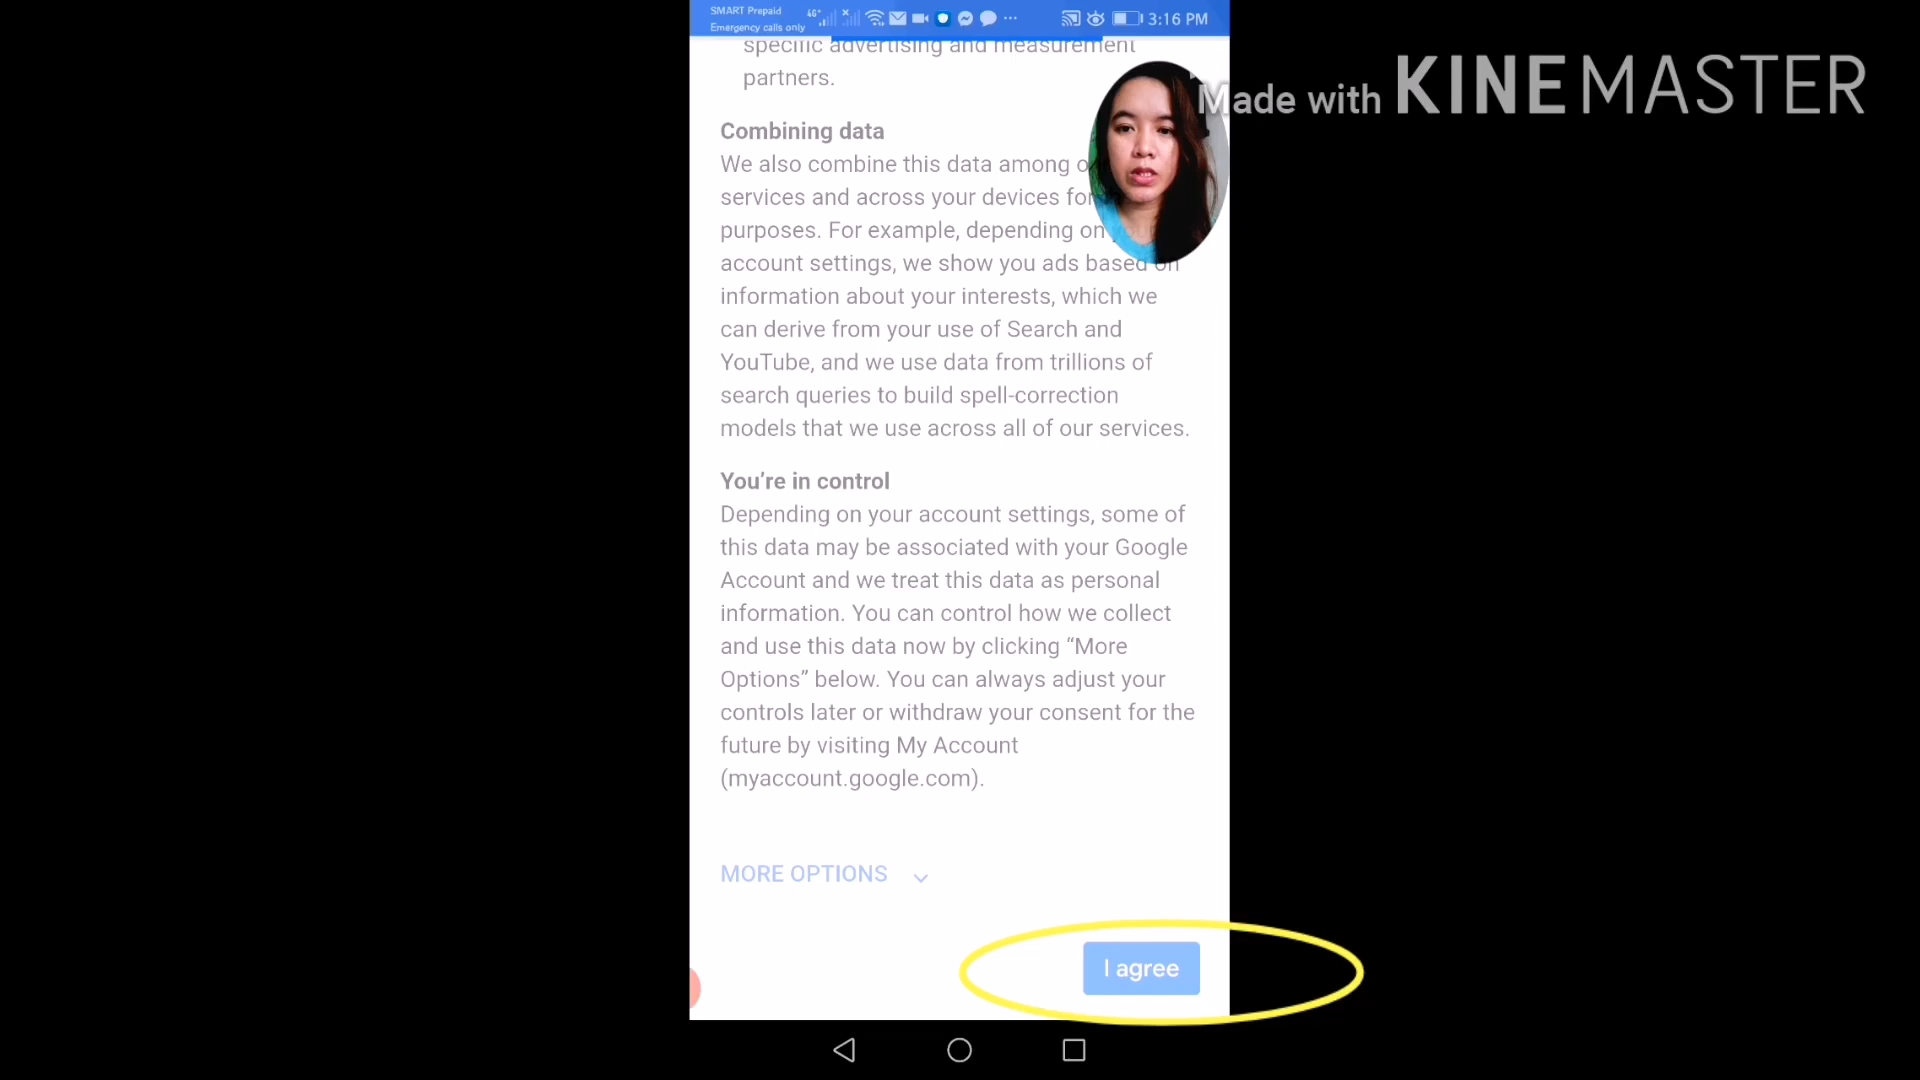 SMART Prepaid
Emergency calls only
4G+
3:16 PM
specific advertising and measurement
partners.
Made with KINEMASTER
Combining data
We also combine this data among
services and across your devices for
purposes. For example, depending on
account settings, we show you ads based on
information about your interests, which we
can derive from your use of Search and
YouTube, and we use data from trillions of
search queries to build spell-correction
models that we use across all of our services.
You’re in control
Depending on your account settings, some of
this data may be associated with your Google
Account and we treat this data as personal
information. You can control how we collect
and use this data now by clicking “More
Options” below. You can always adjust your
controls later or withdraw your consent for the
future by visiting My Account
(myaccount.google.com).
MORE OPTIONS
I agree